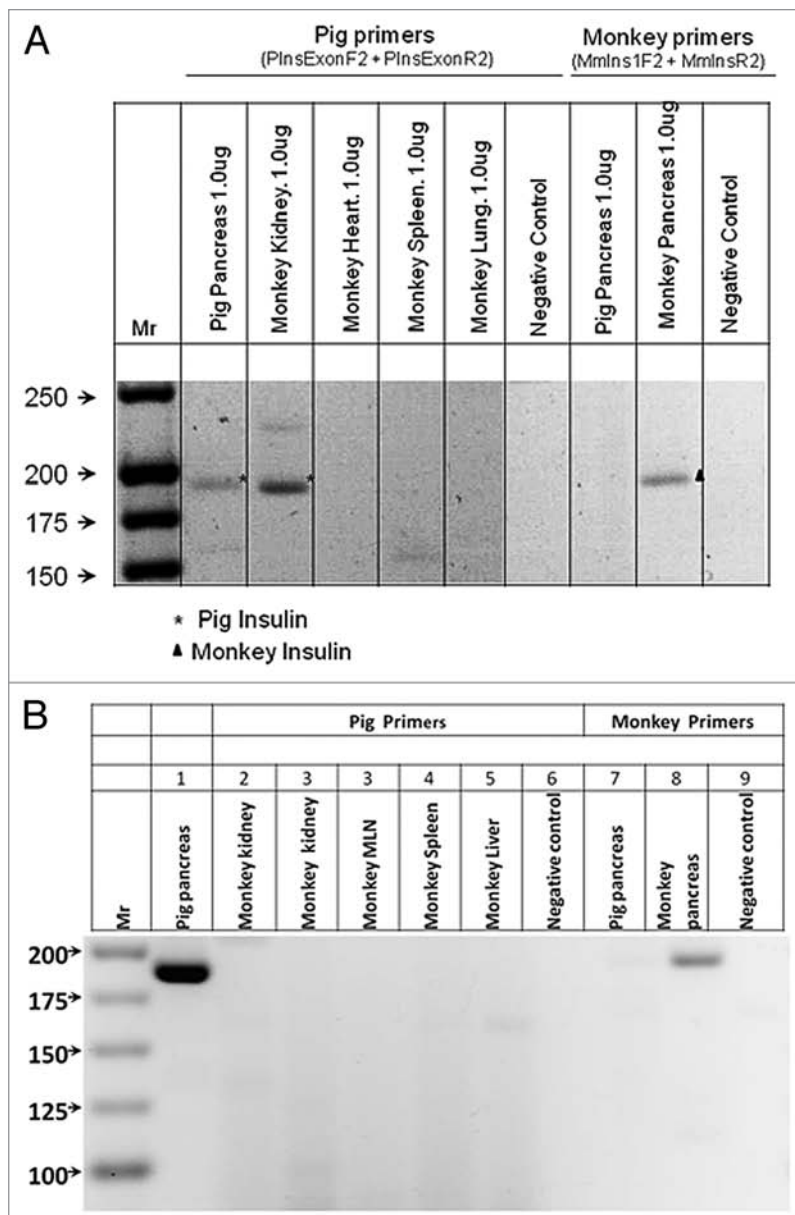 A
Pig primers
(PInsExonF2 + PInsExonR2)
Monkey primers
(MmIns1F2 + MmInsR2)
Mr
Pig Pancreas 1.0ug
Monkey Kidney. 1.0ug
Monkey Heart. 1.0ug
Monkey Spleen. 1.0ug
Monkey Lung. 1.0ug
Negative Control
Pig Pancreas 1.0ug
Monkey Pancreas 1.0ug
Negative Control
250
200
175
150
* Pig Insulin
▲ Monkey Insulin
B
Pig Primers
Monkey Primers
1 2 3 3 4 5 6 7 8 9
Mr
Pig pancreas
Monkey kidney
Monkey kidney
Monkey MLN
Monkey Spleen
Monkey Liver
Negative control
Pig pancreas
Monkey
pancreas
Negative control
200
175
150
125
100